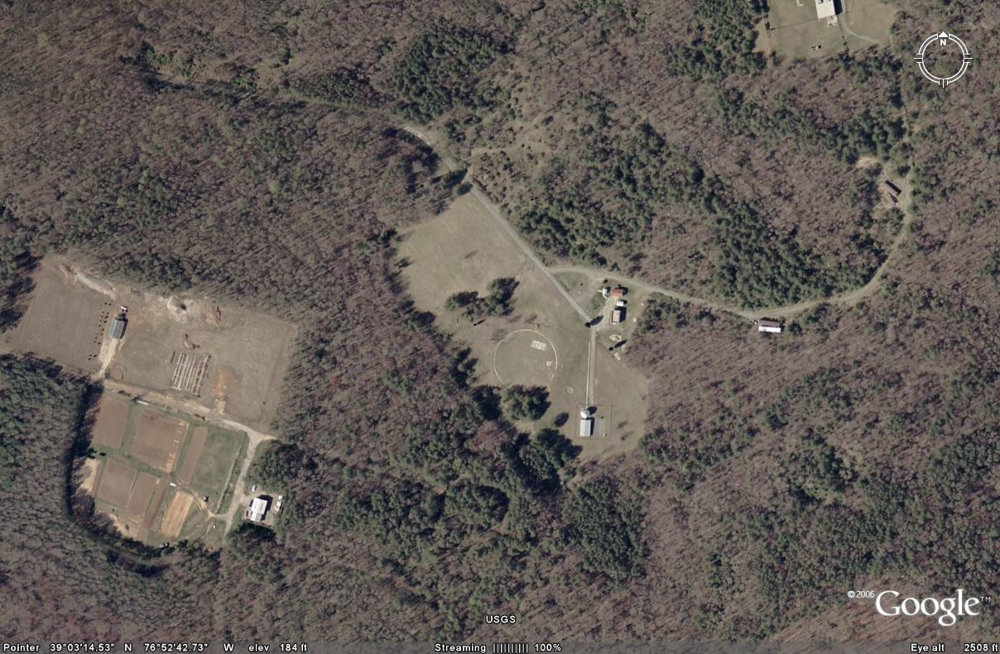 N
©2006 Google™
USGS
Pointer 39°03'14.53" N 76°52'42.73" W elev 184 ft Streaming |||||||||| 100% Eye alt 2508 ft